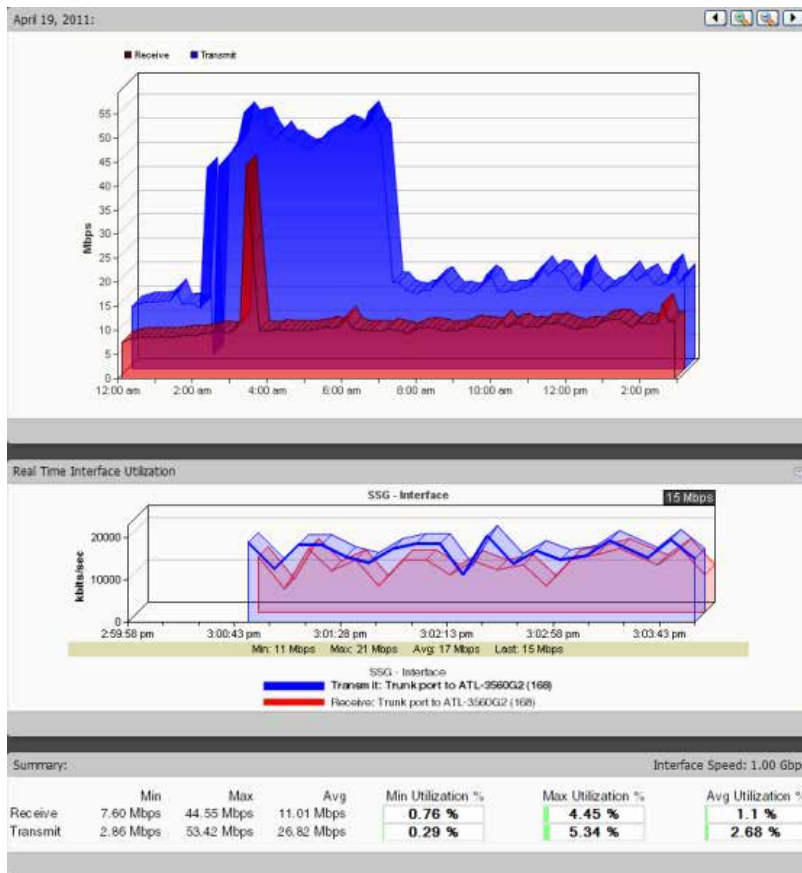 April 19, 2011:
Receive Transmit
55
50
45
40
35
30
25
20
15
10
5
0
Mbps
12:00 am 2:00 am 4:00 am 6:00 am 8:00 am 10:00 am 12:00 pm 2:00 pm
Real Time Interface Utilization
SSG - Interface
15 Mbps
20000
10000
0
kbits/sec
2:59:58 pm 3:00:43 pm 3:01:28 pm 3:02:13 pm 3:02:58 pm 3:03:43 pm
Min: 11 Mbps Max: 21 Mbps Avg: 17 Mbps Last: 15 Mbps
SSG - Interface
Transmit: Trunk port to ATL-3560G2 (168)
Receive: Trunk port to ATL-3560G2 (168)
Summary: Interface Speed: 1.00 Gbp
Min Max Avg Min Utilization % Max Utilization % Avg Utilization %
Receive 7.60 Mbps 44.55 Mbps 11.01 Mbps 0.76 % 4.45 % 1.1 %
Transmit 2.86 Mbps 53.42 Mbps 26.82 Mbps 0.29 % 5.34 % 2.68 %